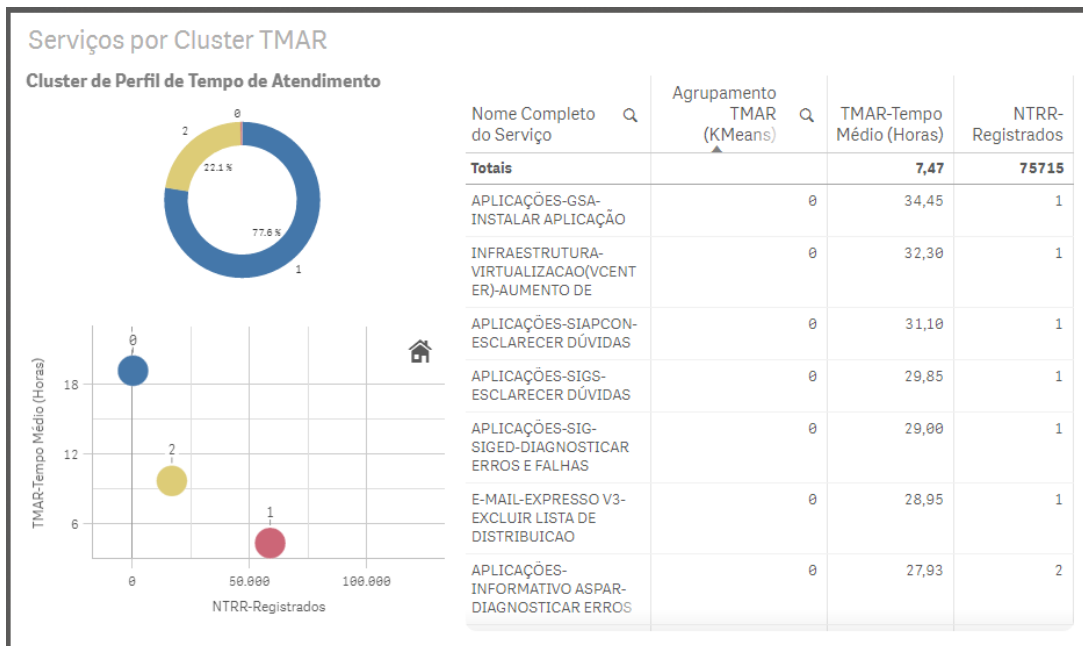 Serviços por Cluster TMAR
Cluster de Perfil de Tempo de Atendimento
0
2
22.1 %
77.6 %
1
TMAR-Tempo Médio (Horas)
18
12
6
0
2
1
0
50.000
100.000
NTRR-Registrados
Nome Completo do Serviço
Agrupamento TMAR (KMeans)
TMAR-Tempo Médio (Horas)
NTRR-Registrados
Totais 7,47 75715
APLICAÇÕES-GSA-
INSTALAR APLICAÇÃO
0 34,45 1
INFRAESTRUTURA-
VIRTUALIZACAO(VCENT
ER)-AUMENTO DE
0 32,30 1
APLICAÇÕES-SIAPCON-
ESCLARECER DÚVIDAS
0 31,10 1
APLICAÇÕES-SIGS-
ESCLARECER DÚVIDAS
0 29,85 1
APLICAÇÕES-SIG-
SIGED-DIAGNOSTICAR
ERROS E FALHAS
0 29,00 1
E-MAIL-EXPRESSO V3-
EXCLUIR LISTA DE
DISTRIBUICAO
0 28,95 1
APLICAÇÕES-
INFORMATIVO ASPAR-
DIAGNOSTICAR ERROS
0 27,93 2